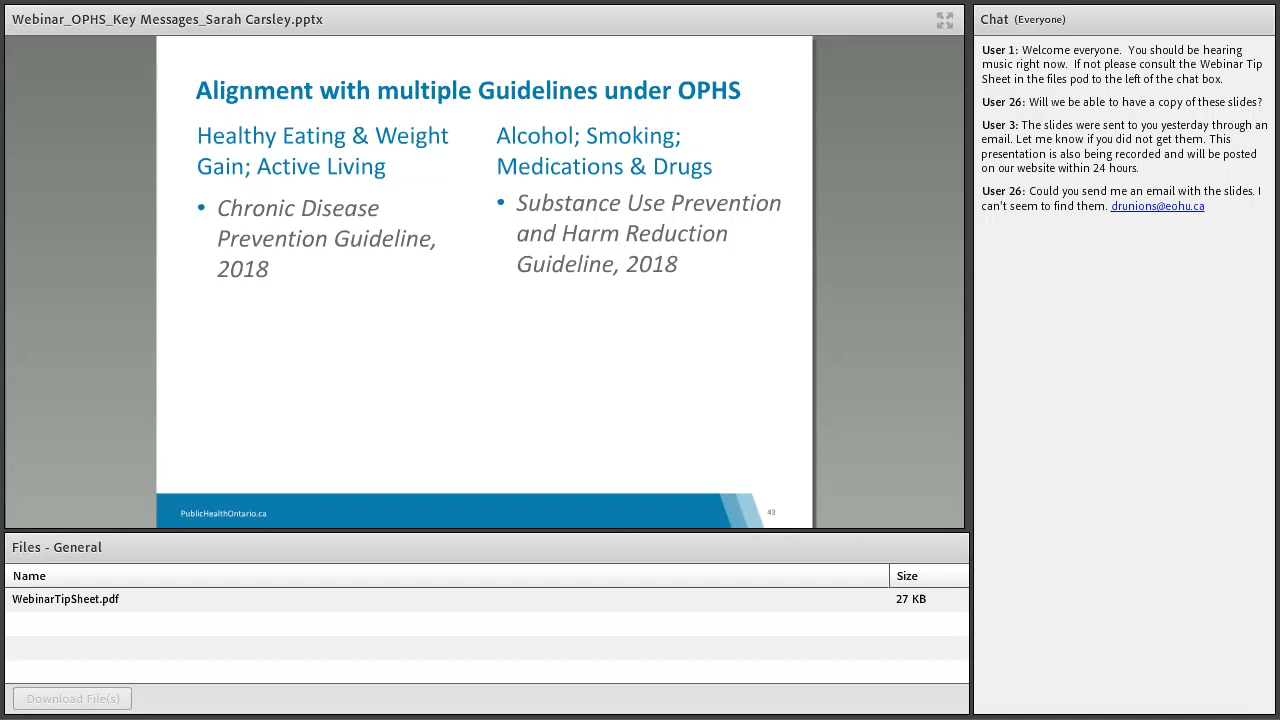 Webinar_OPHS_Key Messages_Sarah Carsley.pptx
Alignment with multiple Guidelines under OPHS
Healthy Eating & Weight
Gain; Active Living
• Chronic Disease
Prevention Guideline,
2018
Alcohol; Smoking;
Medications & Drugs
• Substance Use Prevention
and Harm Reduction
Guideline, 2018
PublicHealthOntario.ca
43
Files - General
Name Size
WebinarTipSheet.pdf 27 KB
Download File(s)
Chat (Everyone)
User 1: Welcome everyone. You should be hearing
music right now. If not please consult the Webinar Tip
Sheet in the files pod to the left of the chat box.
User 26: Will we be able to have a copy of these slides?
User 3: The slides were sent to you yesterday through an
email. Let me know if you did not get them. This
presentation is also being recorded and will be posted
on our website within 24 hours.
User 26: Could you send me an email with the slides. I
can't seem to find them. drunions@eohu.ca